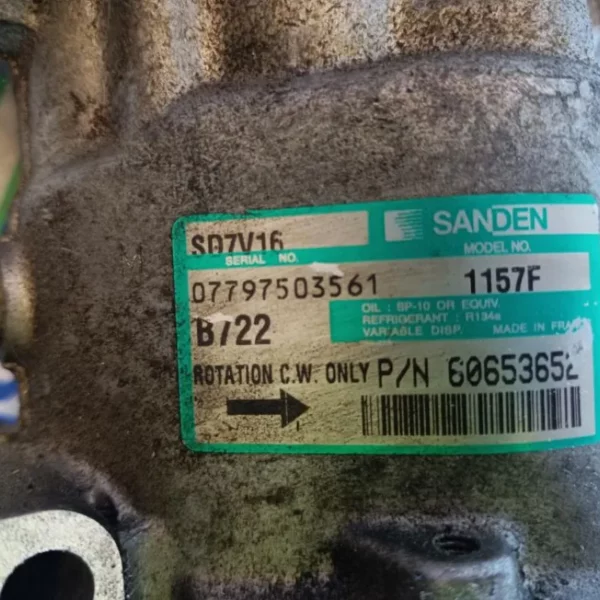 SD7V16
SANDEN
SERIAL NO.
MODEL NO.
07797503561
1157F
B722
OIL : SP-10 OR EQUIV.
REFRIGERANT : R134a
VARIABLE DISP. MADE IN FRAN
ROTATION C.W. ONLY
P/N 60653652